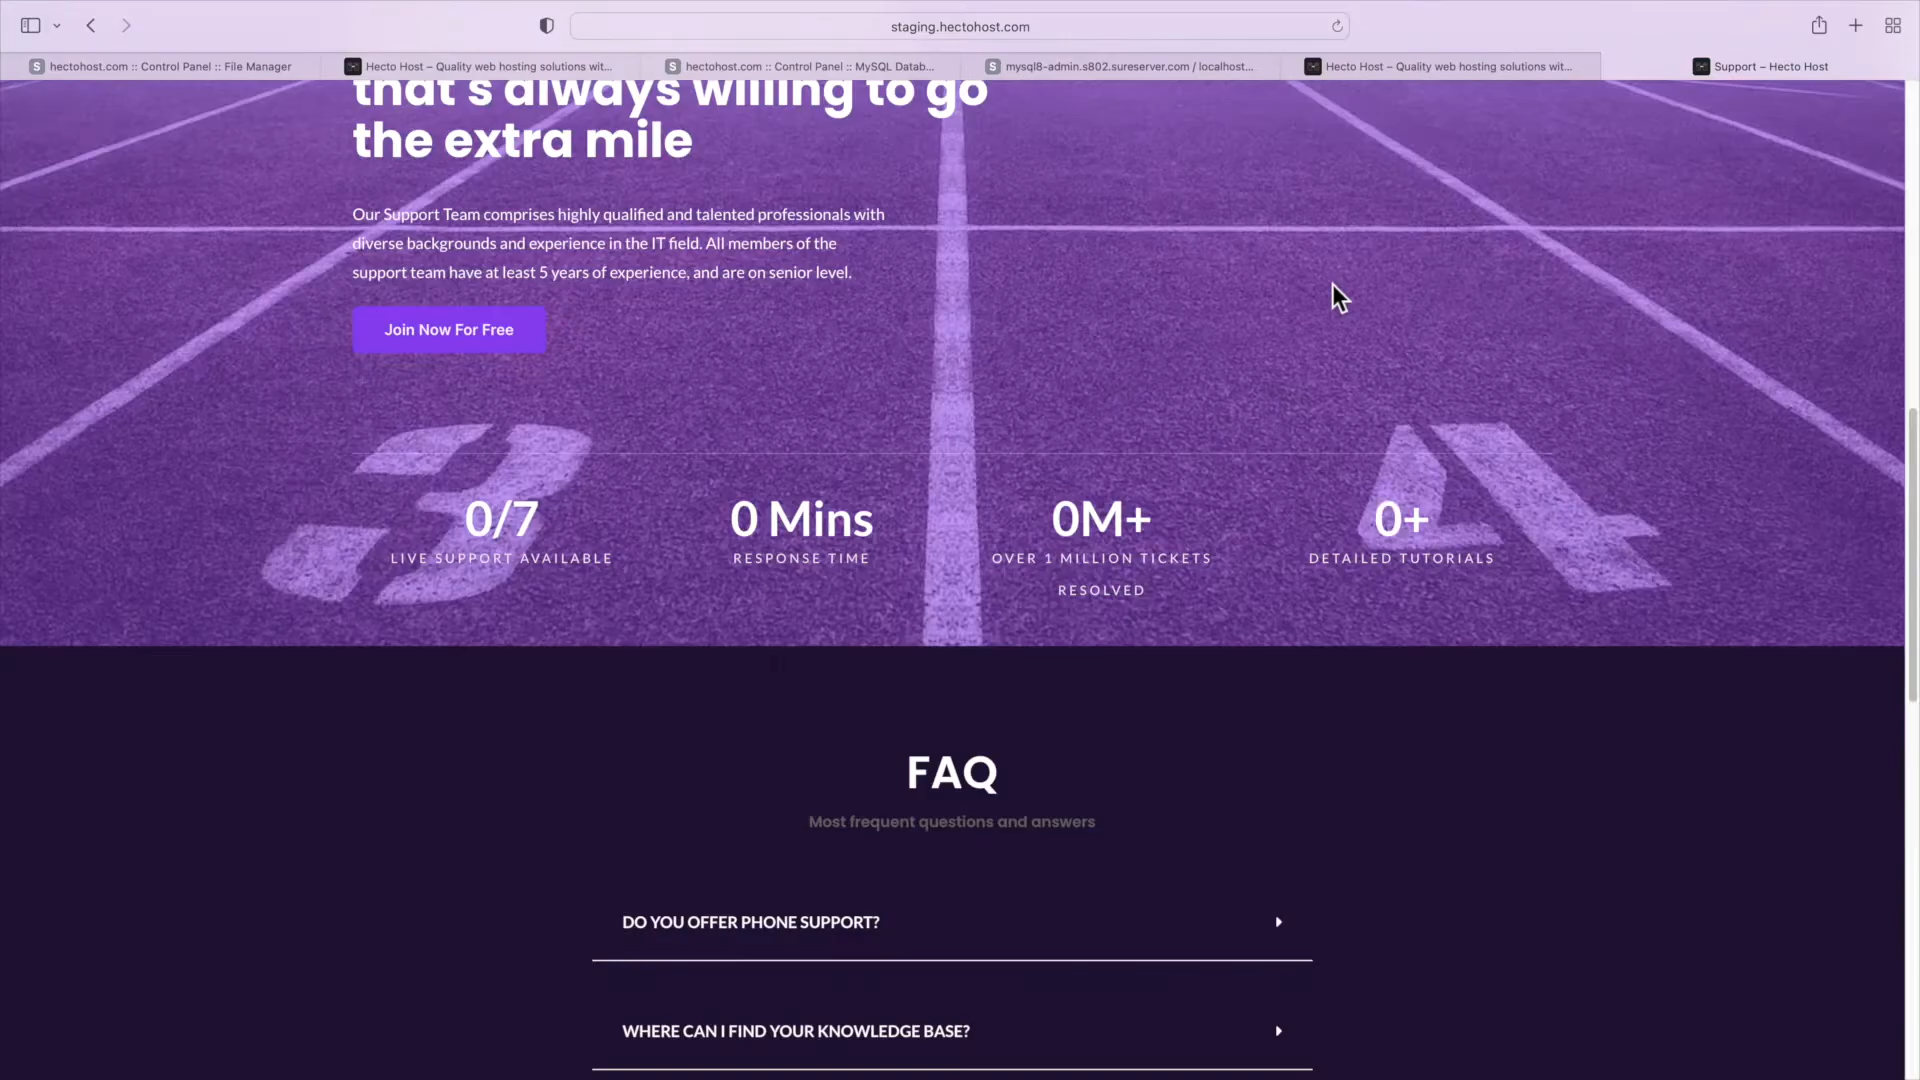 staging.hectohost.com
S hectohost.com :: Control Panel :: File Manager
Hecto Host – Quality web hosting solutions wit...
S hectohost.com :: Control Panel :: MySQL Datab...
S mysql8-admin.s802.sureserver.com / localhost...
Hecto Host – Quality web hosting solutions wit...
Support – Hecto Host
that's always willing to go
the extra mile
Our Support Team comprises highly qualified and talented professionals with
diverse backgrounds and experience in the IT field. All members of the
support team have at least 5 years of experience, and are on senior level.
Join Now For Free
3
4
0/7
LIVE SUPPORT AVAILABLE
0 Mins
RESPONSE TIME
0M+
OVER 1 MILLION TICKETS
RESOLVED
0+
DETAILED TUTORIALS
FAQ
Most frequent questions and answers
DO YOU OFFER PHONE SUPPORT?
WHERE CAN I FIND YOUR KNOWLEDGE BASE?